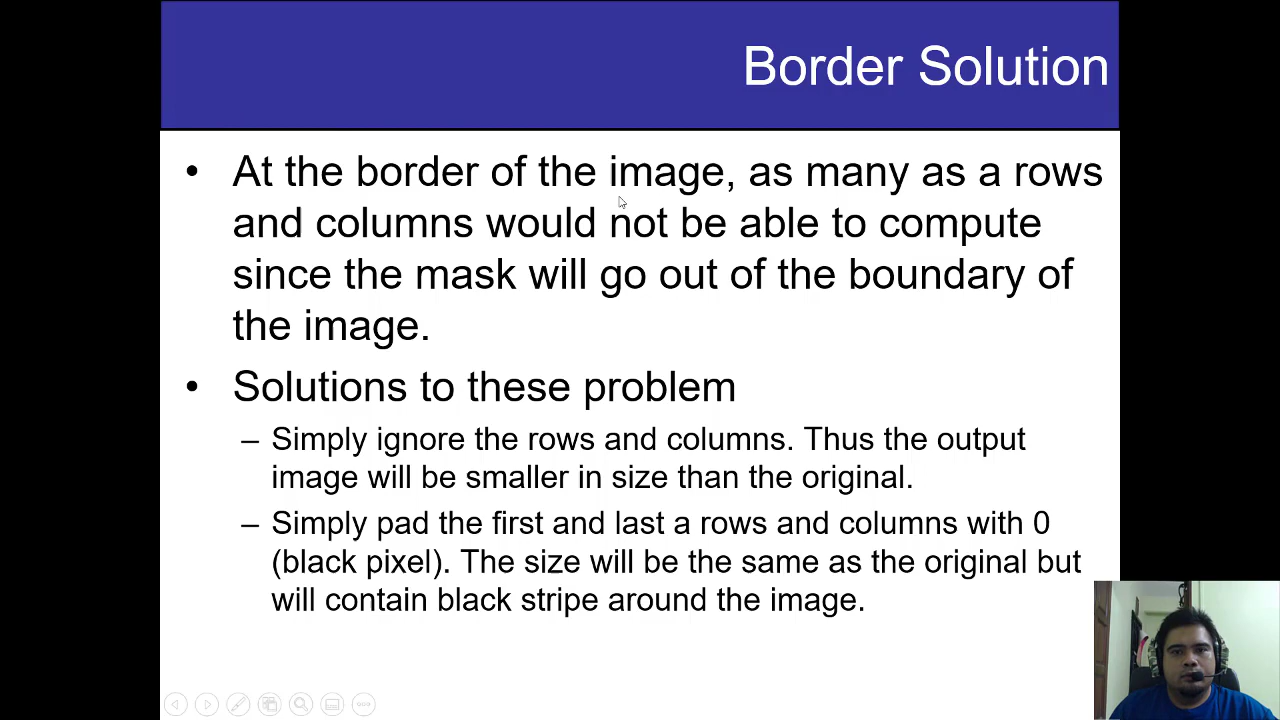 Border Solution
• At the border of the image, as many as a rows
and columns would not be able to compute
since the mask will go out of the boundary of
the image.
• Solutions to these problem
– Simply ignore the rows and columns. Thus the output
image will be smaller in size than the original.
– Simply pad the first and last a rows and columns with 0
(black pixel). The size will be the same as the original but
will contain black stripe around the image.